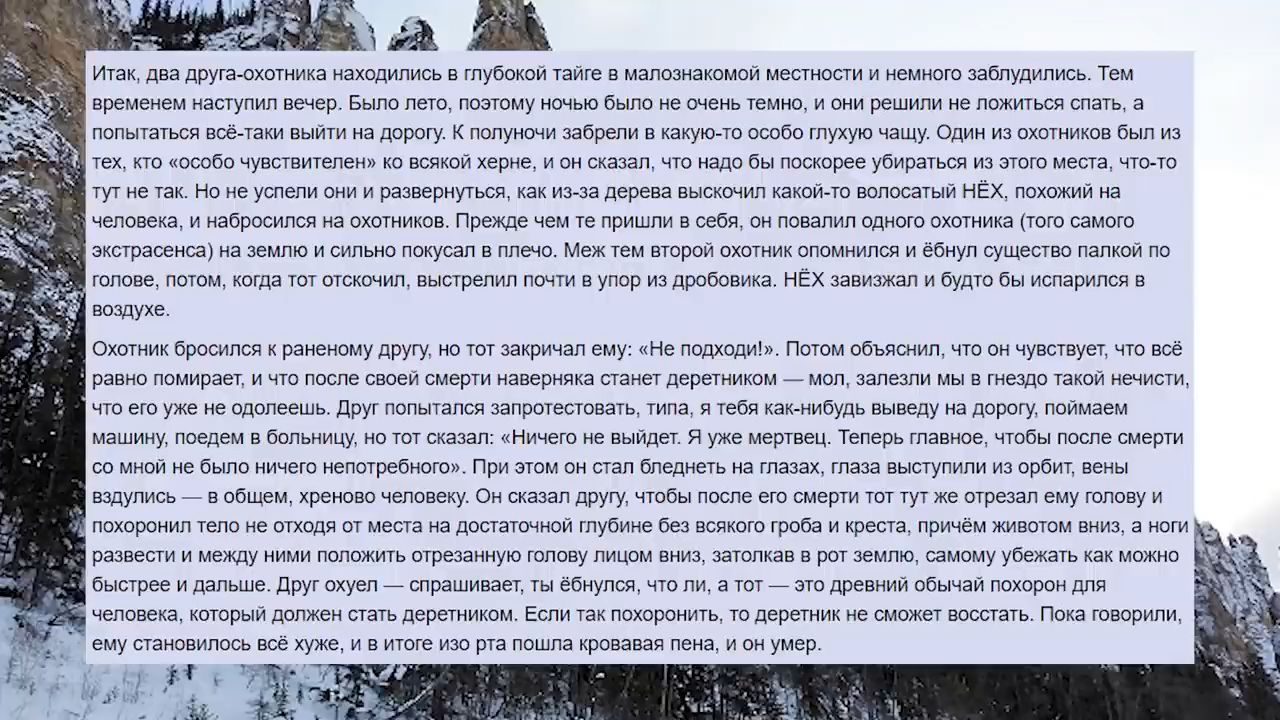 Итак, два друга-охотника находились в глубокой тайге в малознакомой местности и немного заблудились. Тем
временем наступил вечер. Было лето, поэтому ночью было не очень темно, и они решили не ложиться спать, а
попытаться всё-таки выйти на дорогу. К полуночи забрели в какую-то особо глухую чащу. Один из охотников был из
тех, кто «особо чувствителен» ко всякой херне, и он сказал, что надо бы поскорее убираться из этого места, что-то
тут не так. Но не успели они и развернуться, как из-за дерева выскочил какой-то волосатый НЁХ, похожий на
человека, и набросился на охотников. Прежде чем те пришли в себя, он повалил одного охотника (того самого
экстрасенса) на землю и сильно покусал в плечо. Меж тем второй охотник опомнился и ёбнул существо палкой по
голове, потом, когда тот отскочил, выстрелил почти в упор из дробовика. НЁХ завизжал и будто бы испарился в
воздухе.
Охотник бросился к раненому другу, но тот закричал ему: «Не подходи!». Потом объяснил, что он чувствует, что всё
равно помирает, и что после своей смерти наверняка станет деретником — мол, залезли мы в гнездо такой нечисти,
что его уже не одолеешь. Друг попытался запротестовать, типа, я тебя как-нибудь выведу на дорогу, поймаем
машину, поедем в больницу, но тот сказал: «Ничего не выйдет. Я уже мертвец. Теперь главное, чтобы после смерти
со мной не было ничего непотребного». При этом он стал бледнеть на глазах, глаза выступили из орбит, вены
вздулись — в общем, хреново человеку. Он сказал другу, чтобы после его смерти тот тут же отрезал ему голову и
похоронил тело не отходя от места на достаточной глубине без всякого гроба и креста, причём животом вниз, а ноги
развести и между ними положить отрезанную голову лицом вниз, затолкав в рот землю, самому убежать как можно
быстрее и дальше. Друг охуел — спрашивает, ты ёбнулся, что ли, а тот — это древний обычай похорон для
человека, который должен стать деретником. Если так похоронить, то деретник не сможет восстать. Пока говорили,
ему становилось всё хуже, и в итоге изо рта пошла кровавая пена, и он умер.